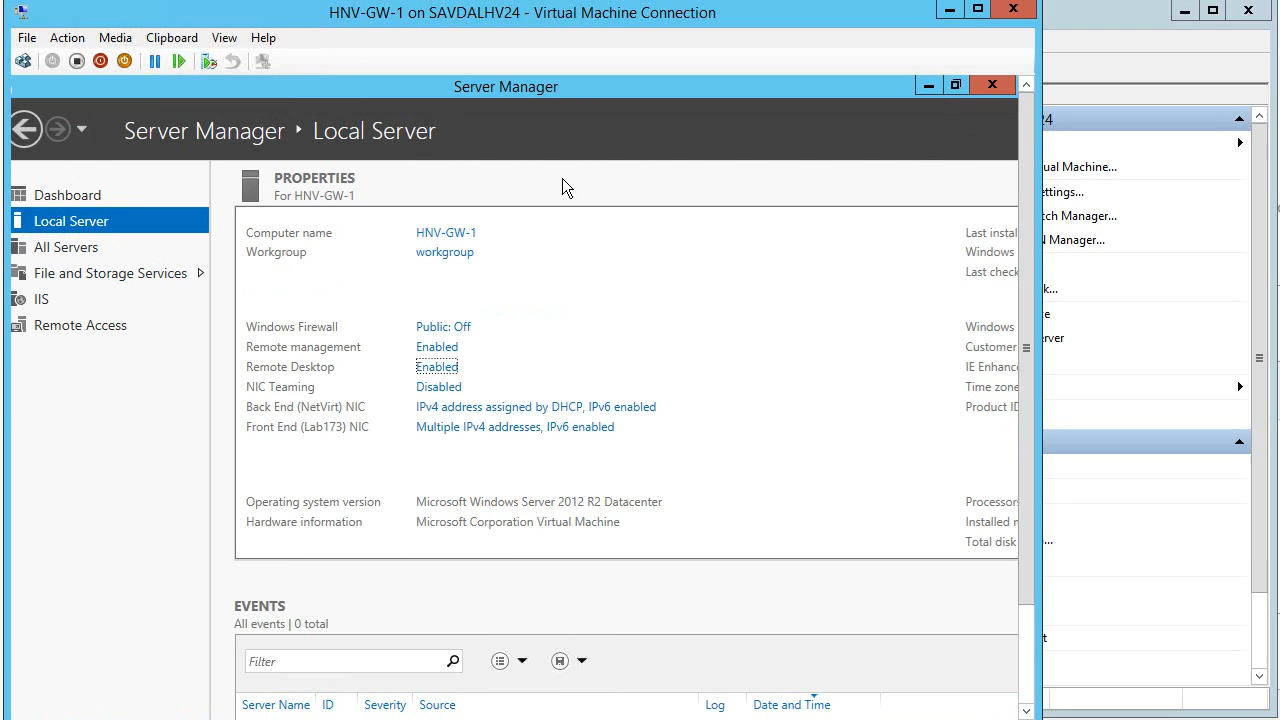 HNV-GW-1 on SAVDALHV24 - Virtual Machine Connection
File Action Media Clipboard View Help
Server Manager
Server Manager Local Server
24
Dashboard
Local Server
All Servers
File and Storage Services
IIS
Remote Access
PROPERTIES
For HNV-GW-1
Computer name HNV-GW-1
Workgroup workgroup
Last instal
Windows
Last check
Windows Firewall Public: Off
Remote management Enabled
Remote Desktop Enabled
NIC Teaming Disabled
Back End (NetVirt) NIC IPv4 address assigned by DHCP, IPv6 enabled
Front End (Lab173) NIC Multiple IPv4 addresses, IPv6 enabled
Windows
Customer
IE Enhance
Time zone
Product ID
Operating system version Microsoft Windows Server 2012 R2 Datacenter
Hardware information Microsoft Corporation Virtual Machine
Processors
Installed m
Total disk
EVENTS
All events | 0 total
Filter
Server Name ID Severity Source Log Date and Time
ual Machine...
ettings...
tch Manager...
N Manager...
k...
e
erver
...
t